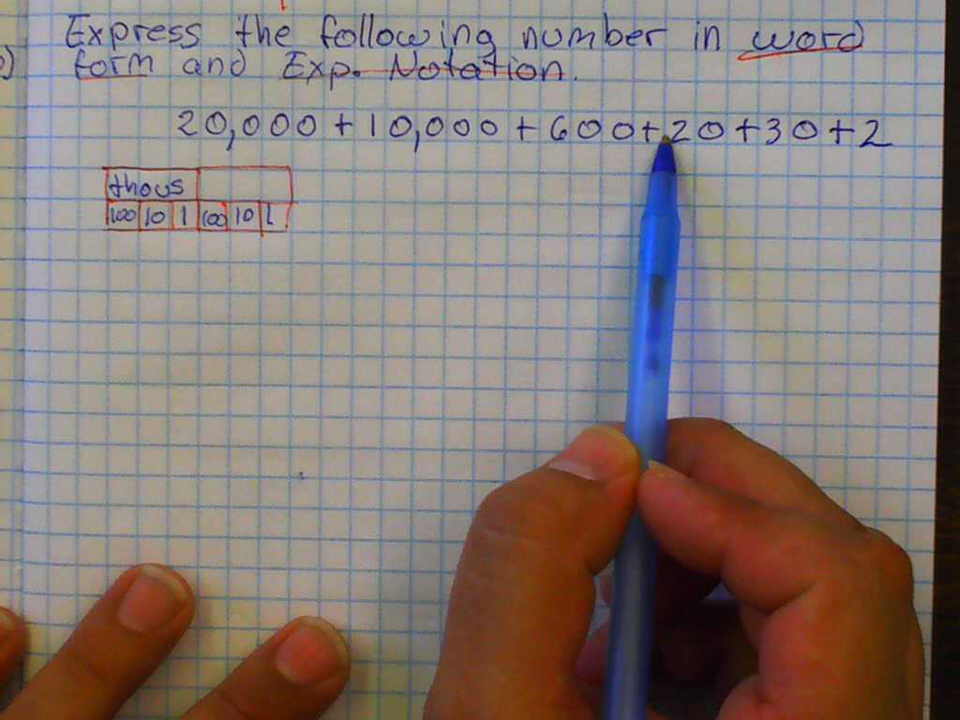 Express the following number in word
form and Exp. Notation.
20,000 + 10,000 + 600 + 20 + 30 + 2
thous
100 10 1 100 10 1